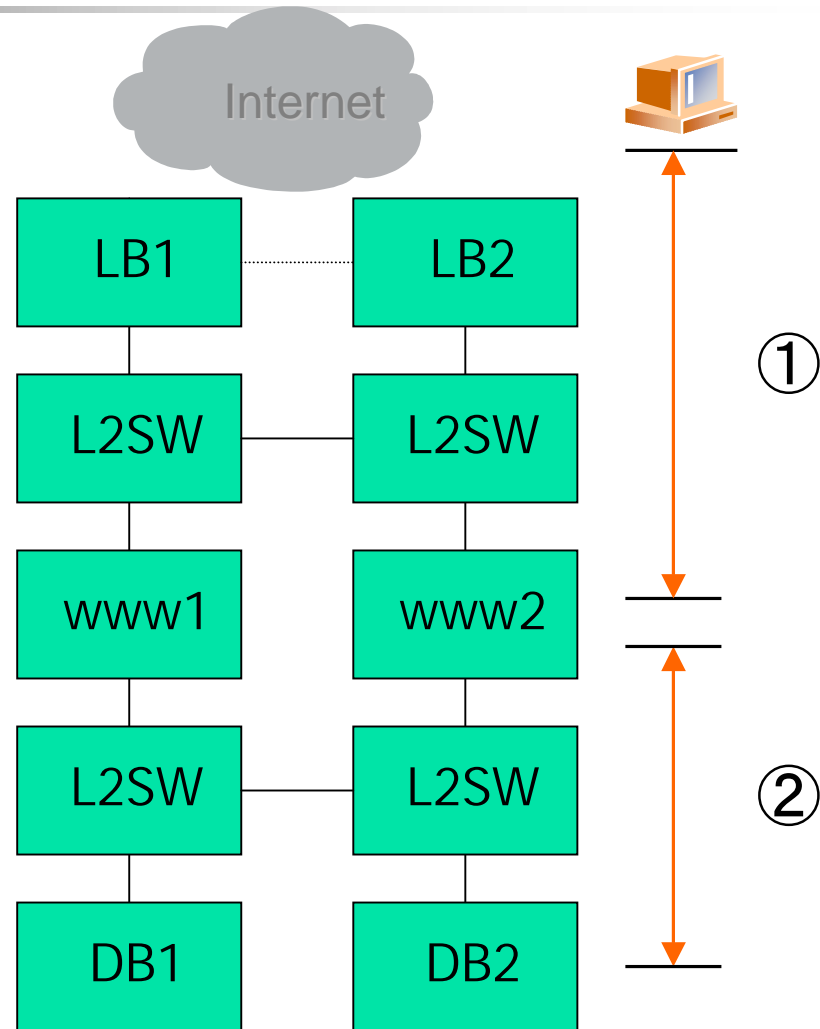 Internet
LB1 LB2
①
L2SW L2SW
www1 www2
L2SW L2SW
②
DB1 DB2